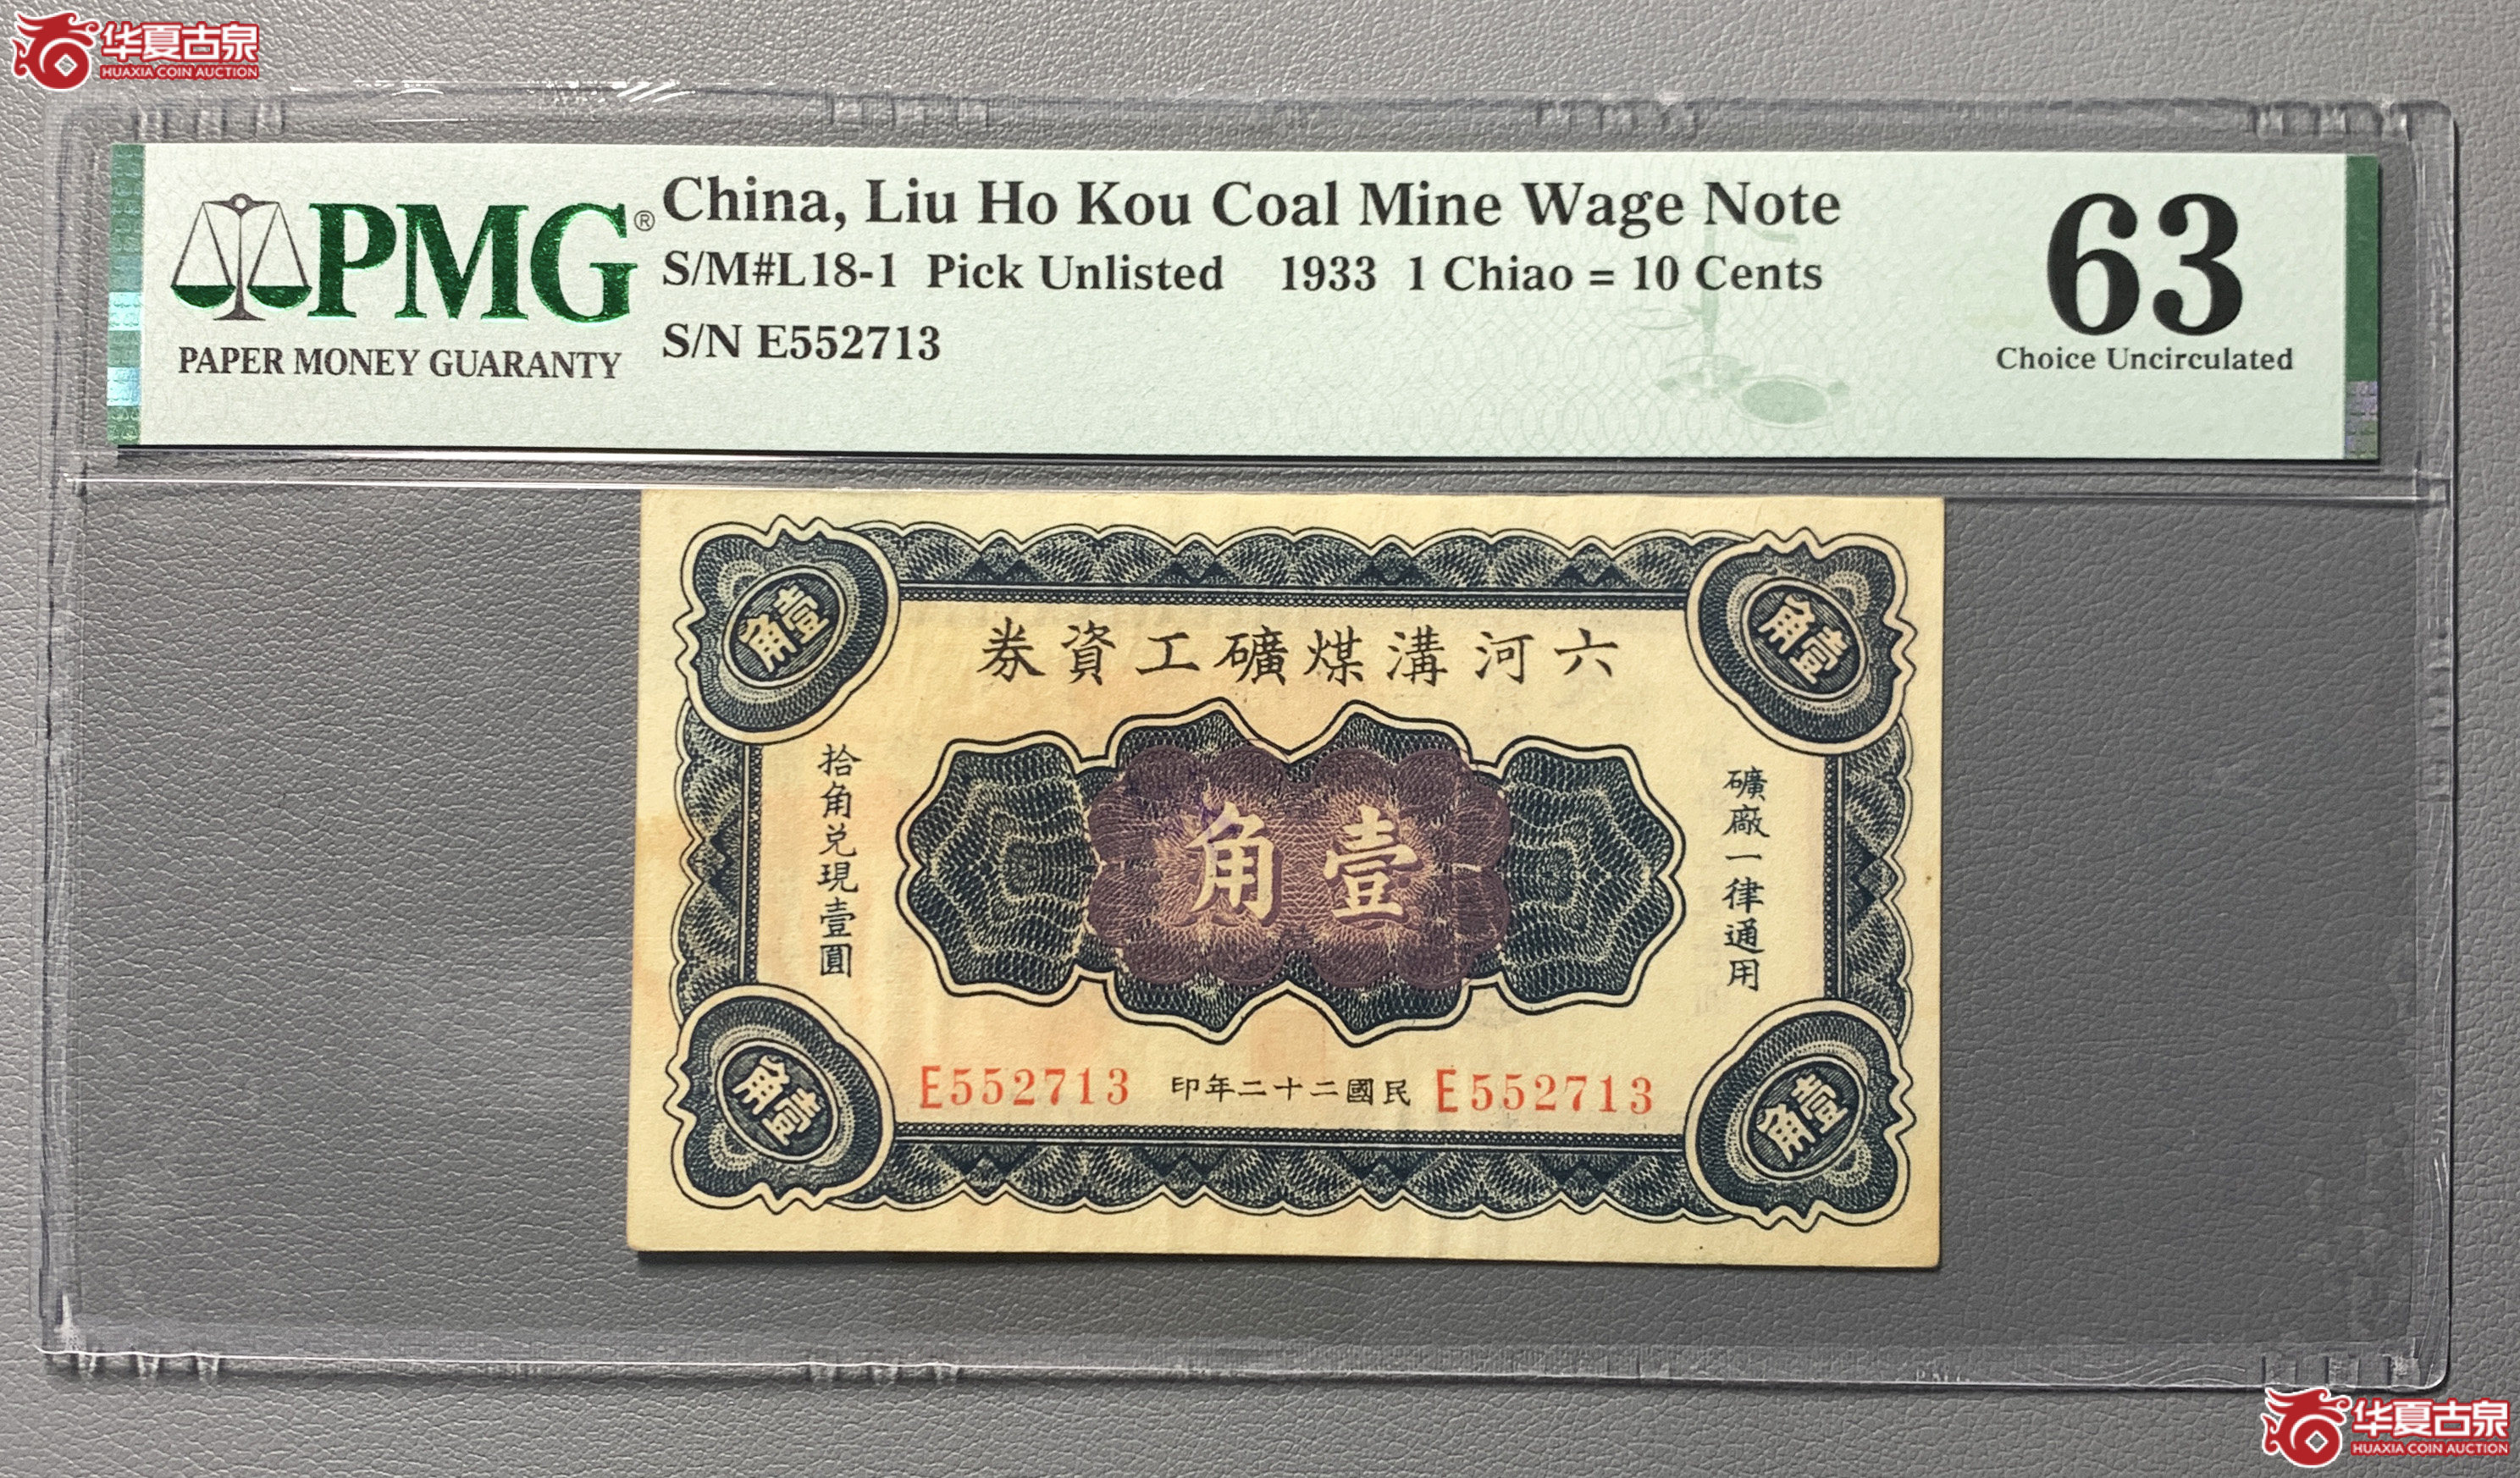 华夏古泉
HUAXIA COIN AUCTION
PMG®
PAPER MONEY GUARANTY
China, Liu Ho Kou Coal Mine Wage Note
S/M#L18-1 Pick Unlisted 1933 1 Chiao = 10 Cents
S/N E552713
63
Choice Uncirculated
壹角
壹角
六河溝煤礦工資券
礦廠一律通用
壹角
拾角兑現壹圓
E552713
民國二十二年印
E552713
壹角
壹角
华夏古泉
HUAXIA COIN AUCTION